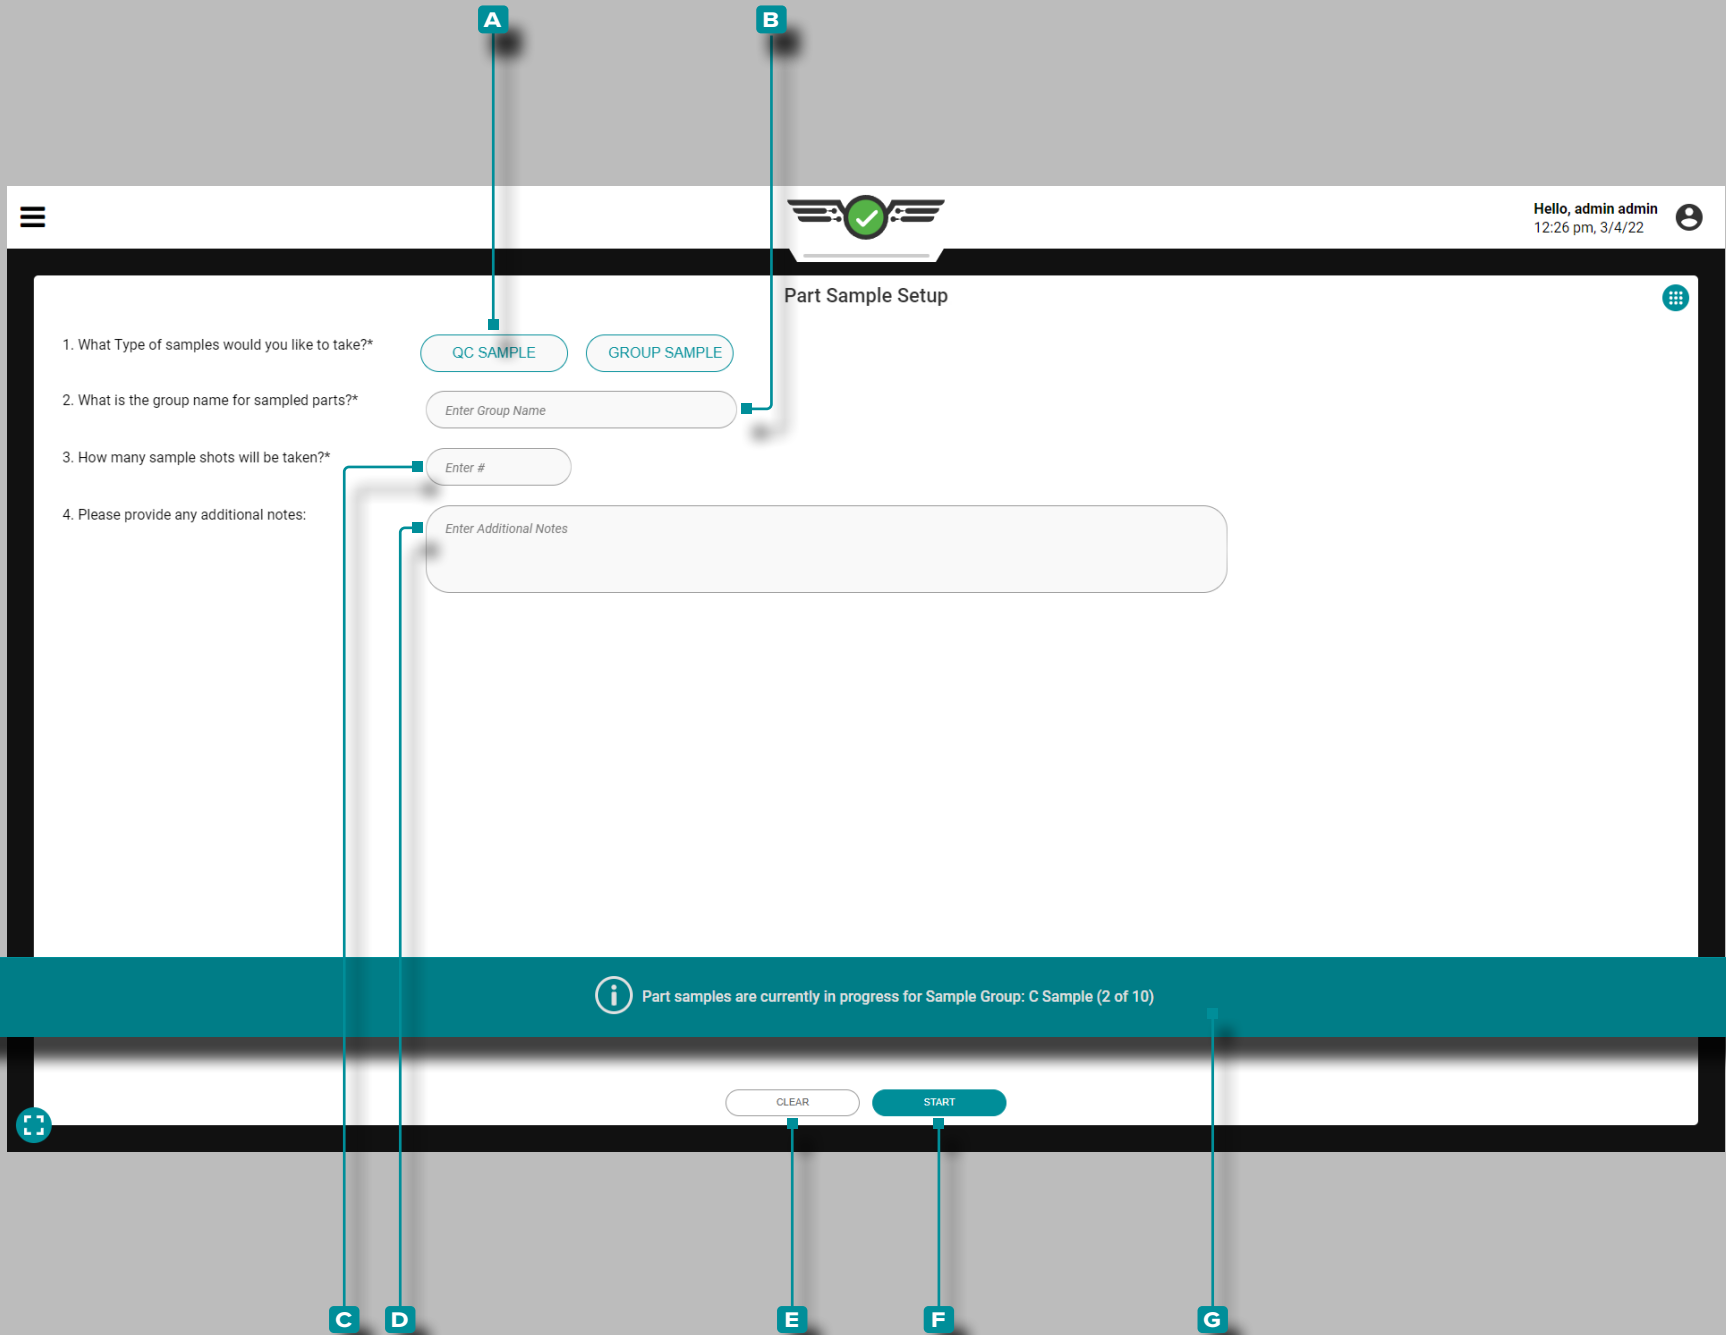 A
B
Hello, admin admin
12:26 pm, 3/4/22
Part Sample Setup
1. What Type of samples would you like to take?*
QC SAMPLE
GROUP SAMPLE
2. What is the group name for sampled parts?*
Enter Group Name
3. How many sample shots will be taken?*
Enter #
4. Please provide any additional notes:
Enter Additional Notes
Part samples are currently in progress for Sample Group: C Sample (2 of 10)
CLEAR
START
C
D
E
F
G